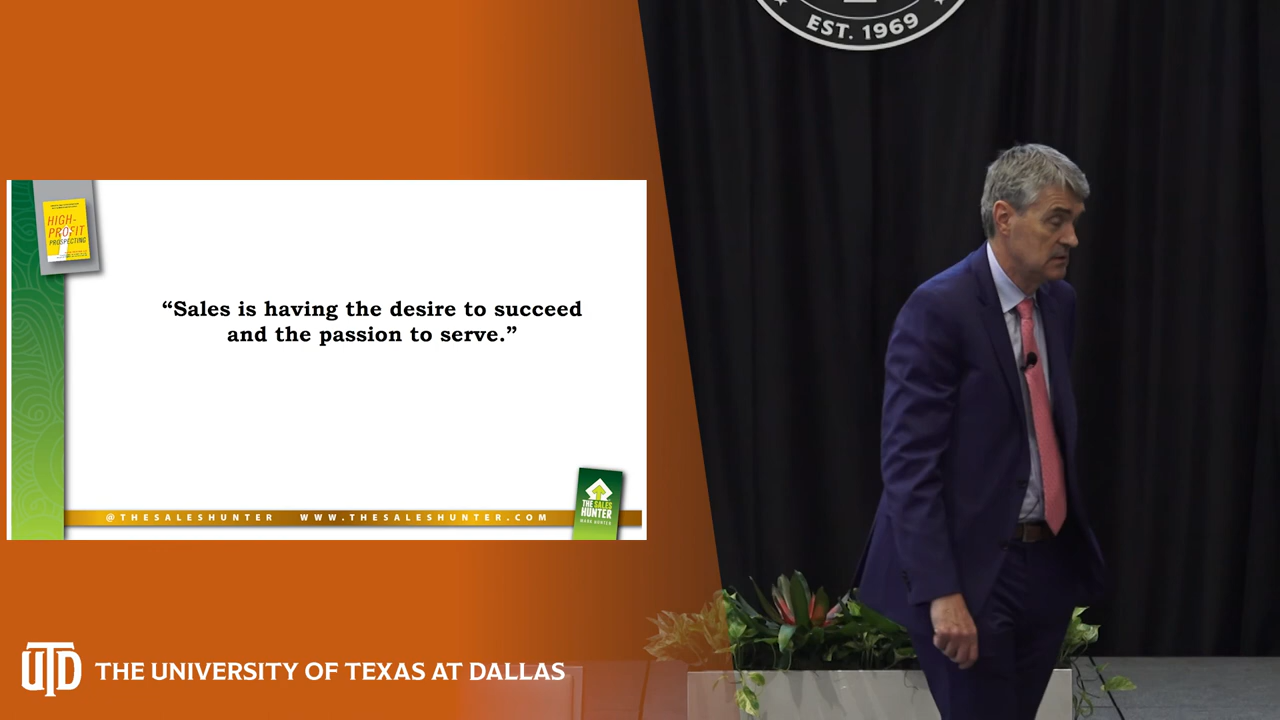 EST. 1969
HIGH-
PROFIT
PROSPECTING
“Sales is having the desire to succeed
and the passion to serve.”
@THESALESHUNTER WWW.THESALESHUNTER.COM
THE SALES
HUNTER
MARK HUNTER
UTD THE UNIVERSITY OF TEXAS AT DALLAS